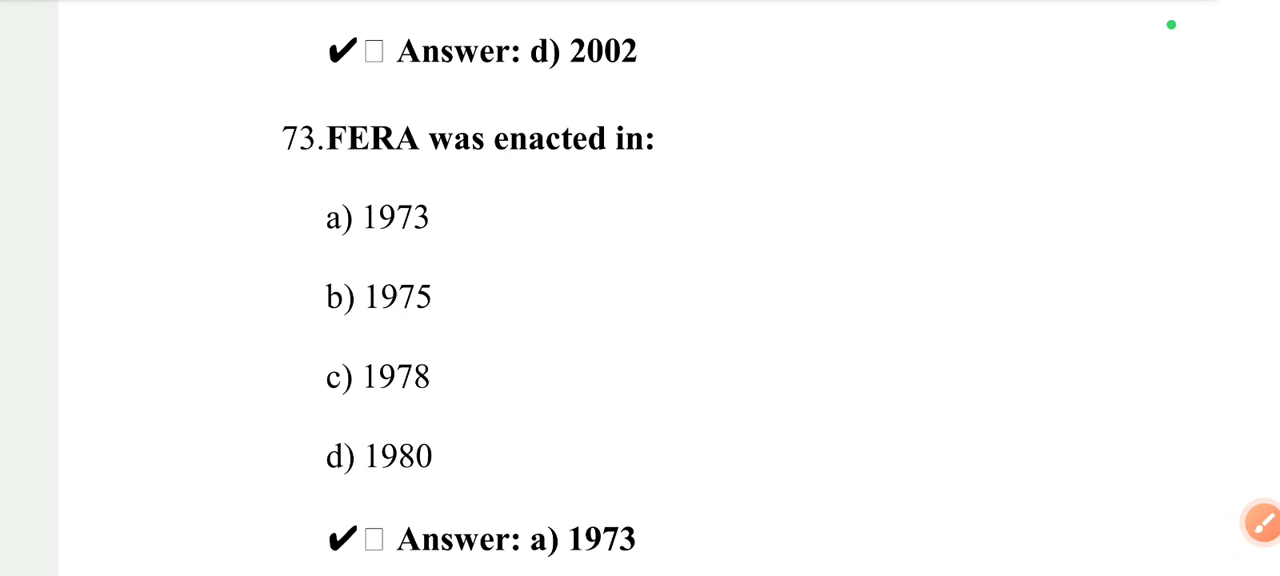 ✔□ Answer: d) 2002
73.FERA was enacted in:
a) 1973
b) 1975
c) 1978
d) 1980
✔□ Answer: a) 1973